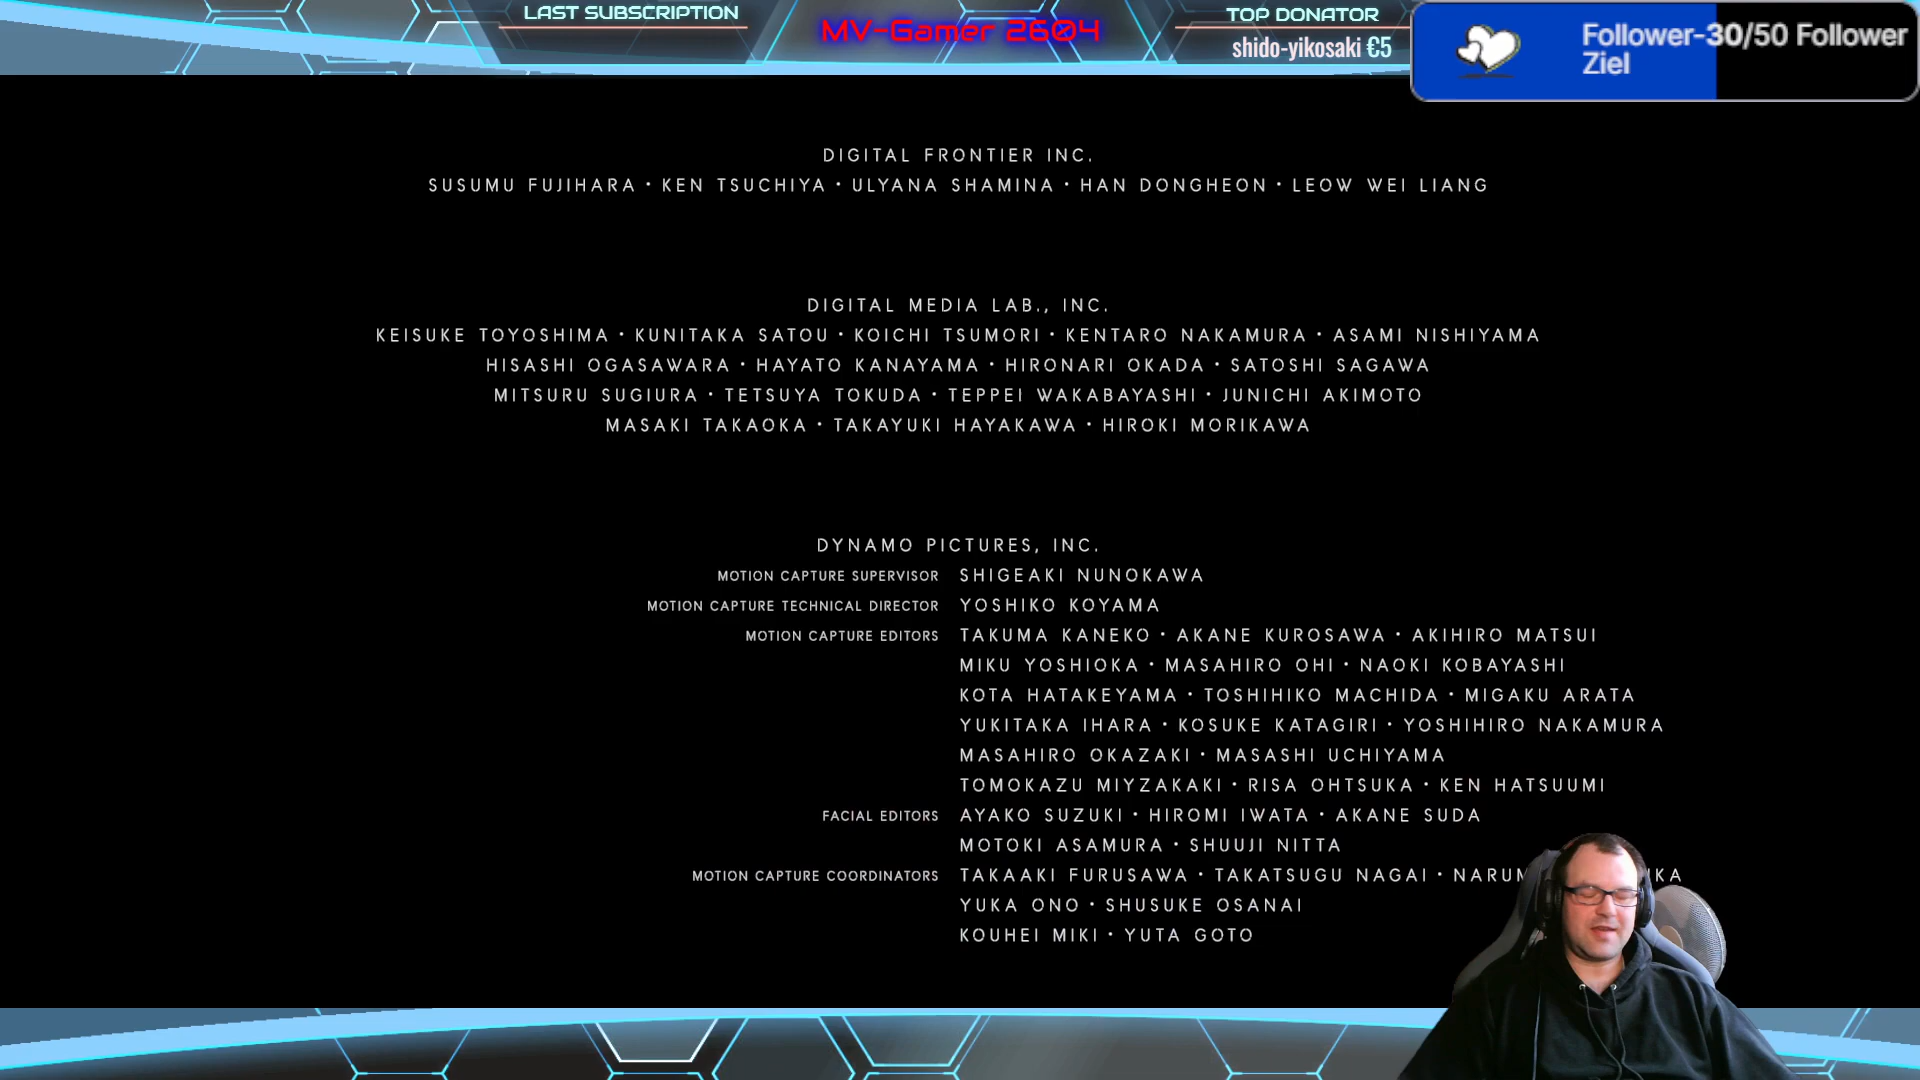 LAST SUBSCRIPTION
MV-Gamer 2604
TOP DONATOR
shido-yikosaki €5
Follower-30/50 Follower
Ziel
DIGITAL FRONTIER INC.
SUSUMU FUJIHARA • KEN TSUCHIYA • ULYANA SHAMINA • HAN DONGHEON • LEOW WEI LIANG
DIGITAL MEDIA LAB., INC.
KEISUKE TOYOSHIMA • KUNITAKA SATOU • KOICHI TSUMORI • KENTARO NAKAMURA • ASAMI NISHIYAMA
HISASHI OGASAWARA • HAYATO KANAYAMA • HIRONARI OKADA • SATOSHI SAGAWA
MITSURU SUGIURA • TETSUYA TOKUDA • TEPPEI WAKABAYASHI • JUNICHI AKIMOTO
MASAKI TAKAOKA • TAKAYUKI HAYAKAWA • HIROKI MORIKAWA
DYNAMO PICTURES, INC.
MOTION CAPTURE SUPERVISOR SHIGEAKI NUNOKAWA
MOTION CAPTURE TECHNICAL DIRECTOR YOSHIKO KOYAMA
MOTION CAPTURE EDITORS TAKUMA KANEKO • AKANE KUROSAWA • AKIHIRO MATSUI
MIKU YOSHIOKA • MASAHIRO OHI • NAOKI KOBAYASHI
KOTA HATAKEYAMA • TOSHIHIKO MACHIDA • MIGAKU ARATA
YUKITAKA IHARA • KOSUKE KATAGIRI • YOSHIHIRO NAKAMURA
MASAHIRO OKAZAKI • MASASHI UCHIYAMA
TOMOKAZU MIYZAKAKI • RISA OHTSUKA • KEN HATSUUMI
FACIAL EDITORS AYAKO SUZUKI • HIROMI IWATA • AKANE SUDA
MOTOKI ASAMURA • SHUUJI NITTA
MOTION CAPTURE COORDINATORS TAKAAKI FURUSAWA • TAKATSUGU NAGAI •
YUKA ONO • SHUSUKE OSANAI
KOUHEI MIKI • YUTA GOTO